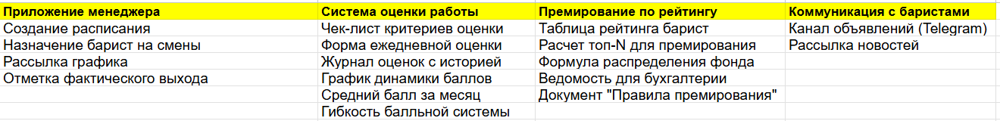 Приложение менеджера Система оценки работы Премирование по рейтингу Коммуникация с баристами
Создание расписания Чек-лист критериев оценки Таблица рейтинга барист Канал объявлений (Telegram)
Назначение барист на смены Форма ежедневной оценки Расчет топ-N для премирования Рассылка новостей
Рассылка графика Журнал оценок с историей Формула распределения фонда
Отметка фактического выхода График динамики баллов Ведомость для бухгалтерии
Средний балл за месяц Документ "Правила премирования"
Гибкость балльной системы